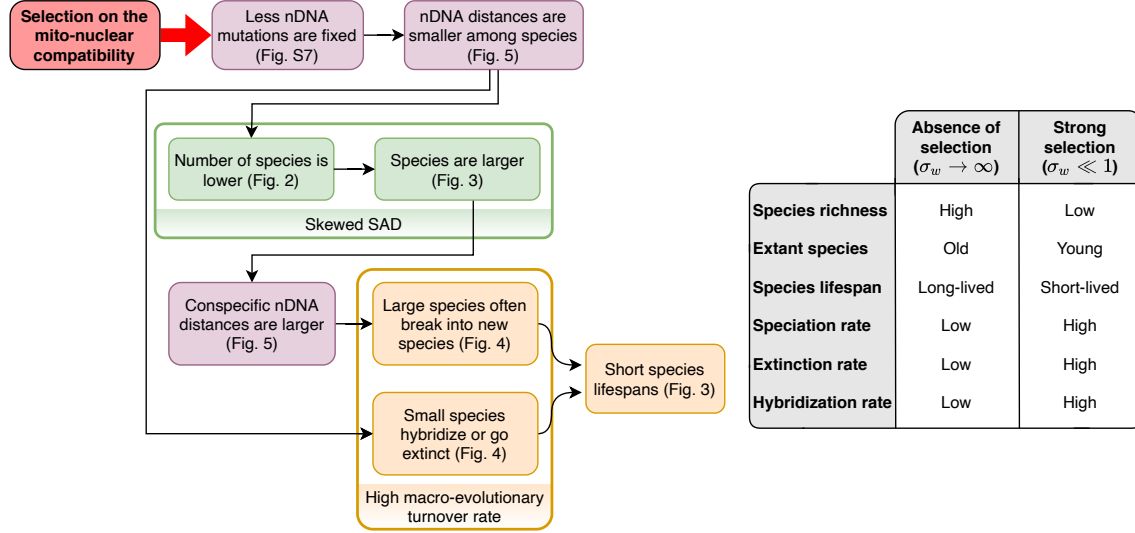 Selection on the
mito-nuclear
compatibility
Less nDNA
mutations are fixed
(Fig. S7)
nDNA distances are
smaller among species
(Fig. 5)
Number of species is
lower (Fig. 2)
Species are larger
(Fig. 3)
Skewed SAD
Conspecific nDNA
distances are larger
(Fig. 5)
Large species often
break into new
species (Fig. 4)
Small species
hybridize or go
extinct (Fig. 4)
High macro-evolutionary
turnover rate
Short species
lifespans (Fig. 3)
Absence of
selection
(σ_w → ∞)
Strong
selection
(σ_w ≪ 1)
Species richness High Low
Extant species Old Young
Species lifespan Long-lived Short-lived
Speciation rate Low High
Extinction rate Low High
Hybridization rate Low High